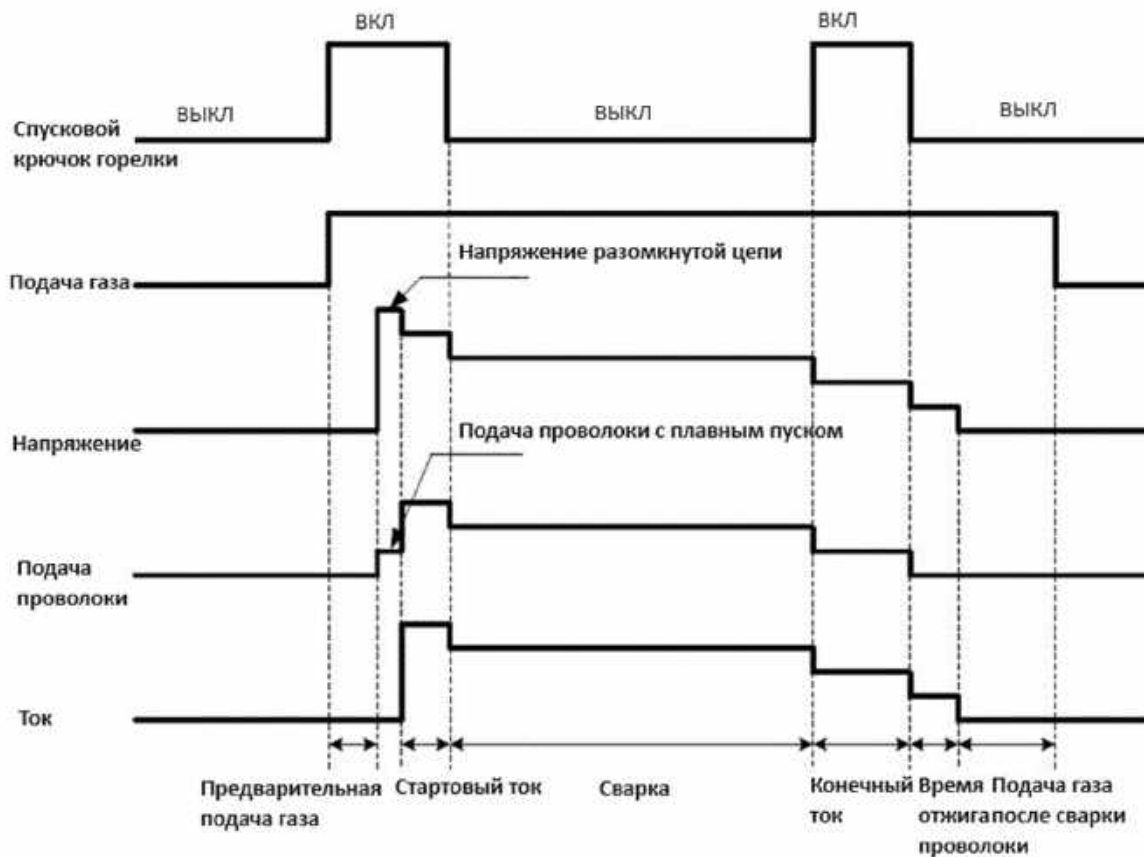 ВКЛ
ВКЛ
ВЫКЛ
ВЫКЛ
ВЫКЛ
Спусковой
крючок горелки
Напряжение разомкнутой цепи
Подача газа
Подача проволоки с плавным пуском
Напряжение
Подача
проволоки
Ток
Предварительная
подача газа
Стартовый ток
Сварка
Конечный
ток
Время
отжига
проволоки
Подача газа
после сварки